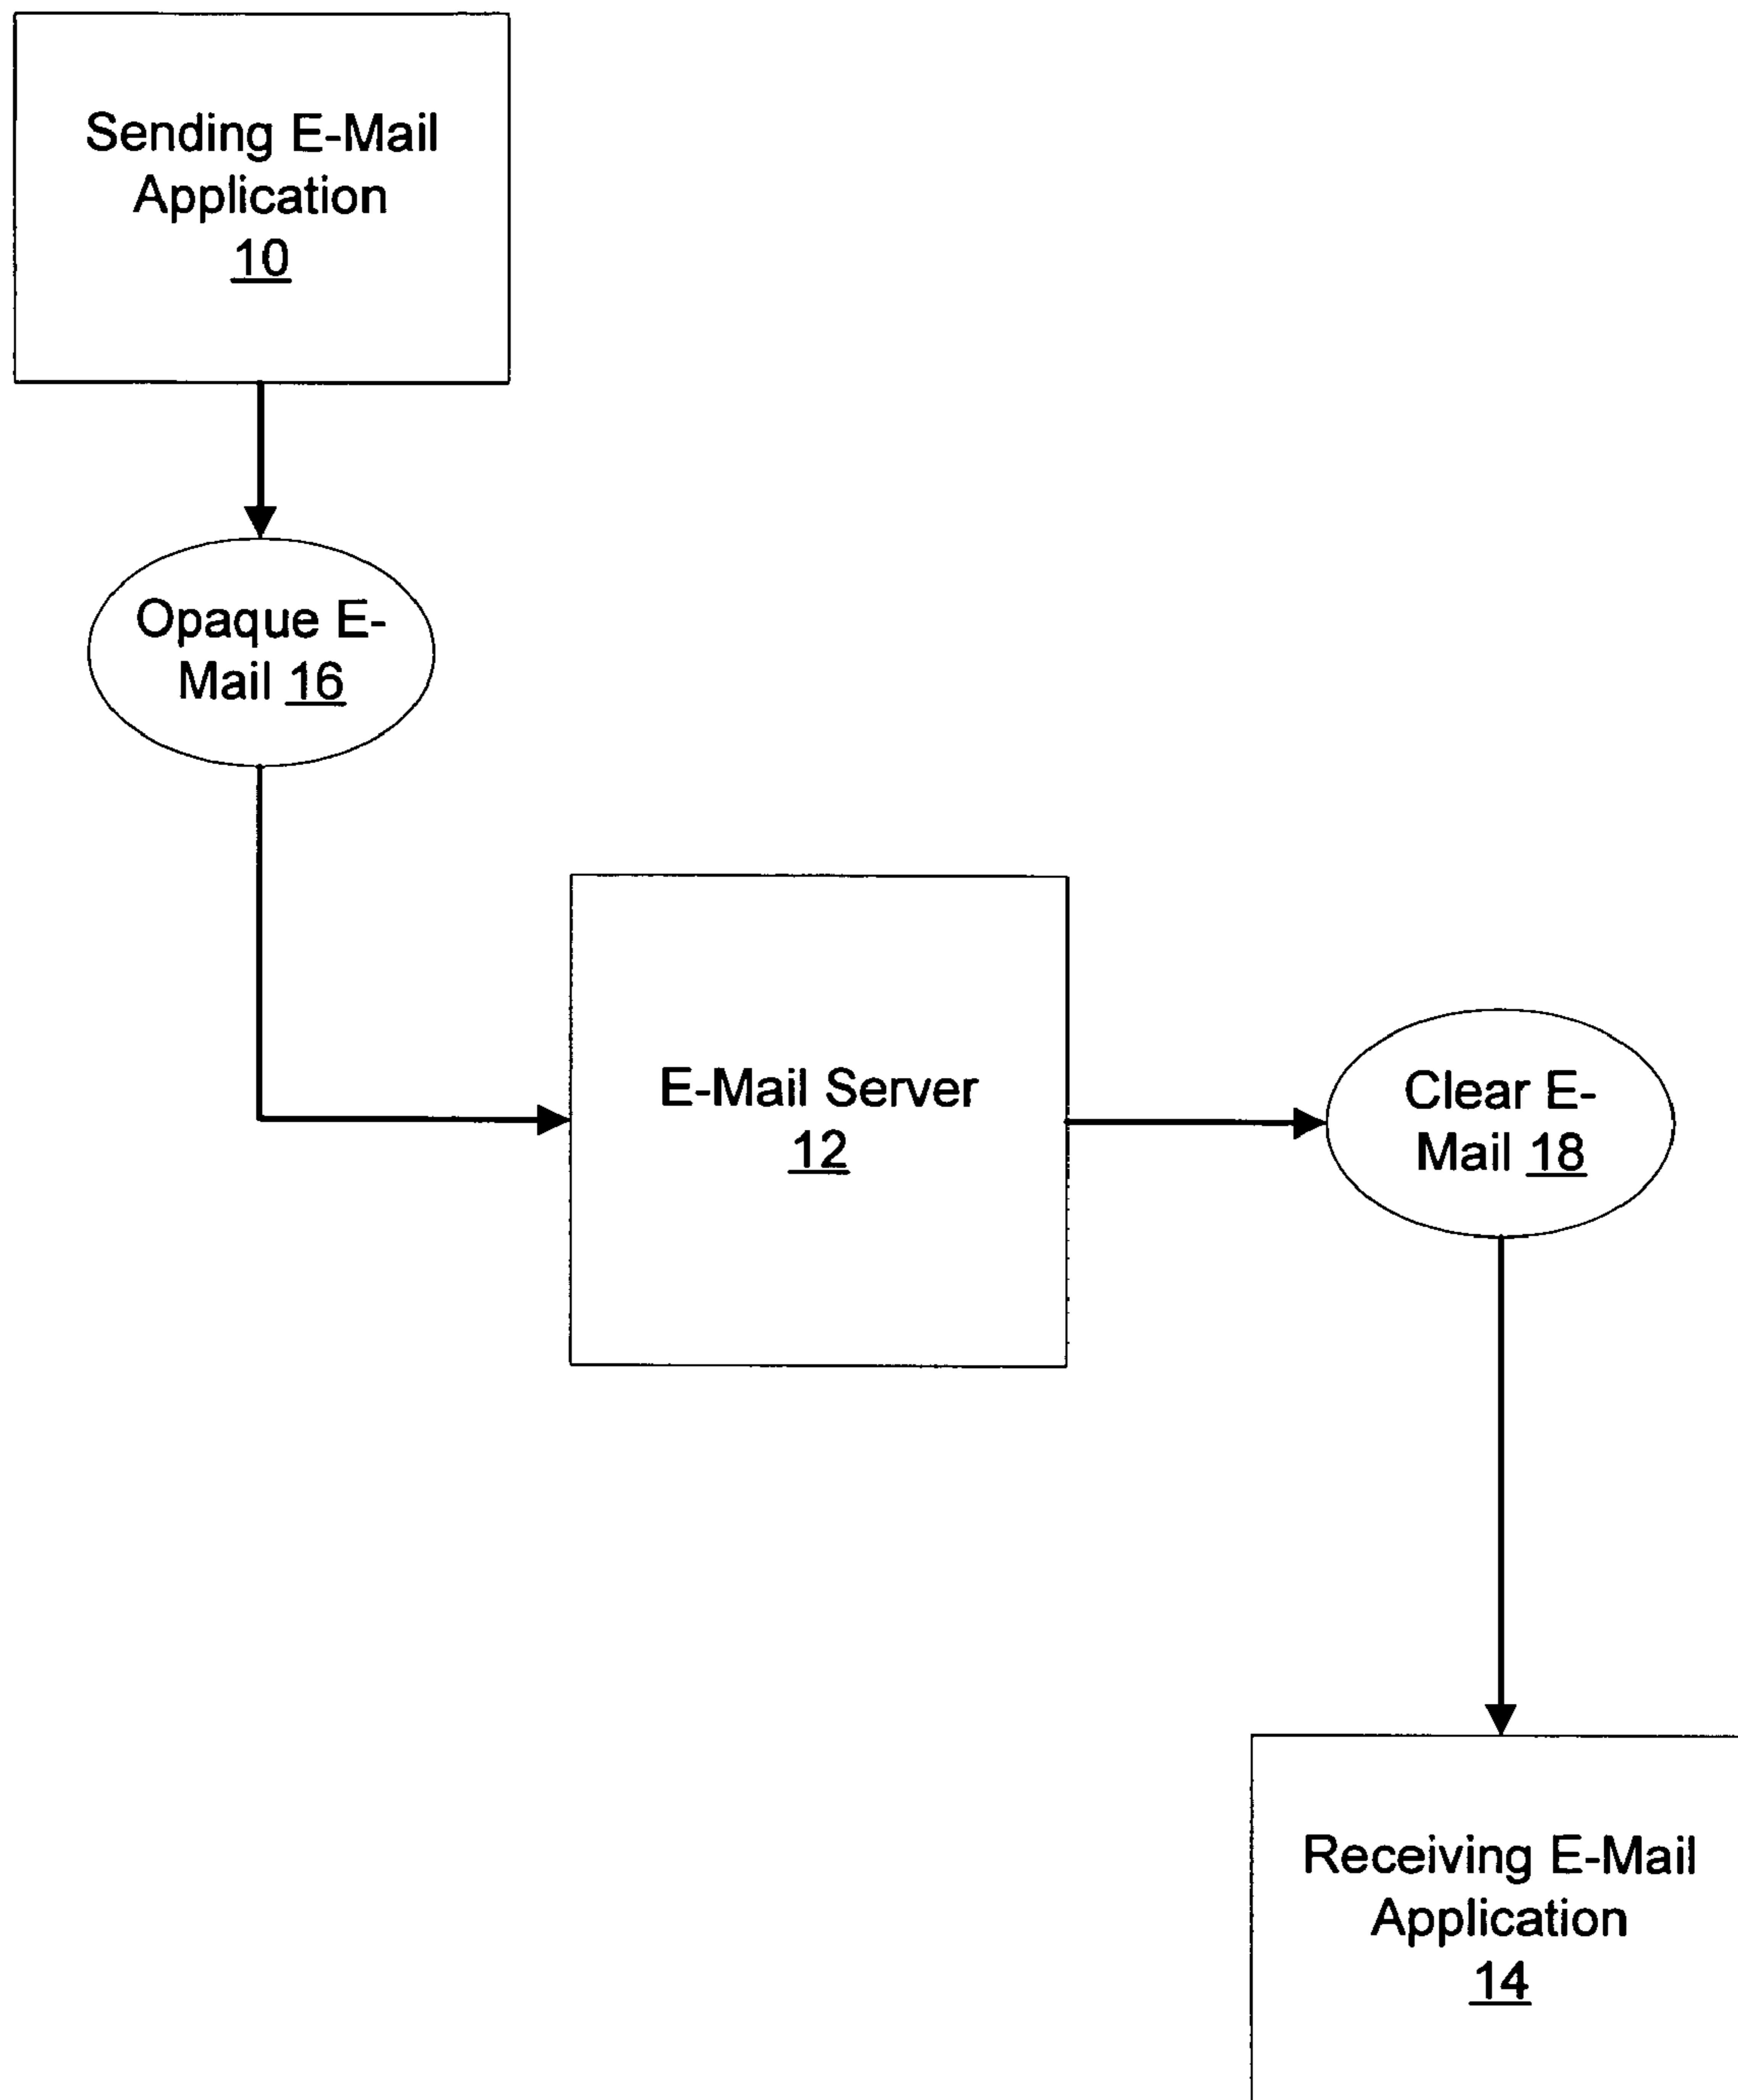 Sending E-Mail
Application
10
Opaque E-
Mail 16
E-Mail Server
12
Clear E-
Mail 18
Receiving E-Mail
Application
14